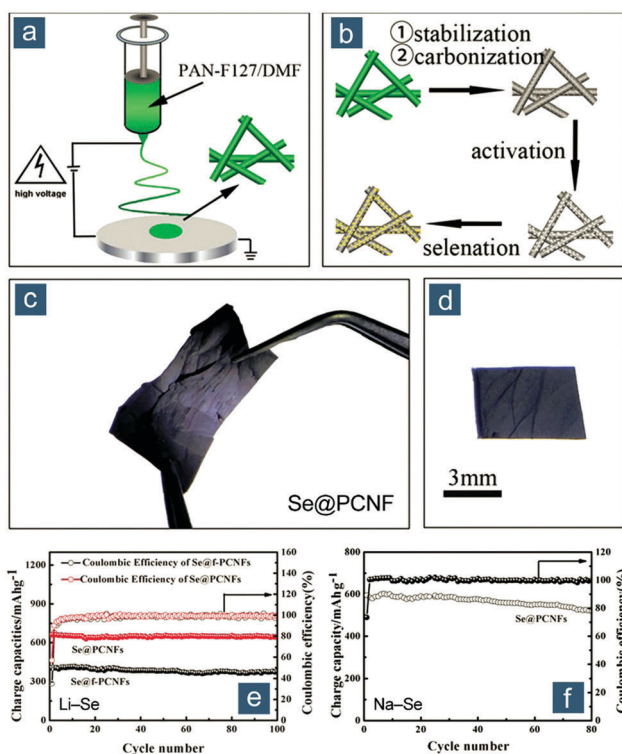 a
PAN-F127/DMF
high voltage
b
①stabilization
②carbonization
activation
selenation
c
Se@PCNF
d
3mm
Charge capacities/mAhg-1
1200
900
750
600
450
300
0
160
140
120
100
80
60
40
20
0
Coulombic efficiency(%)
Coulombic Efficiency of Se@f-PCNFs
Coulombic Efficiency of Se@PCNFs
Se@PCNFs
Se@f-PCNFs
Li–Se
e
0 20 40 60 80 100
Cycle number
Charge capacity/mAhg-1
800
600
400
200
0
120
100
80
60
40
20
0
Coulombic efficiency(%)
Se@PCNFs
Na–Se
f
0 20 40 60 80
Cycle number